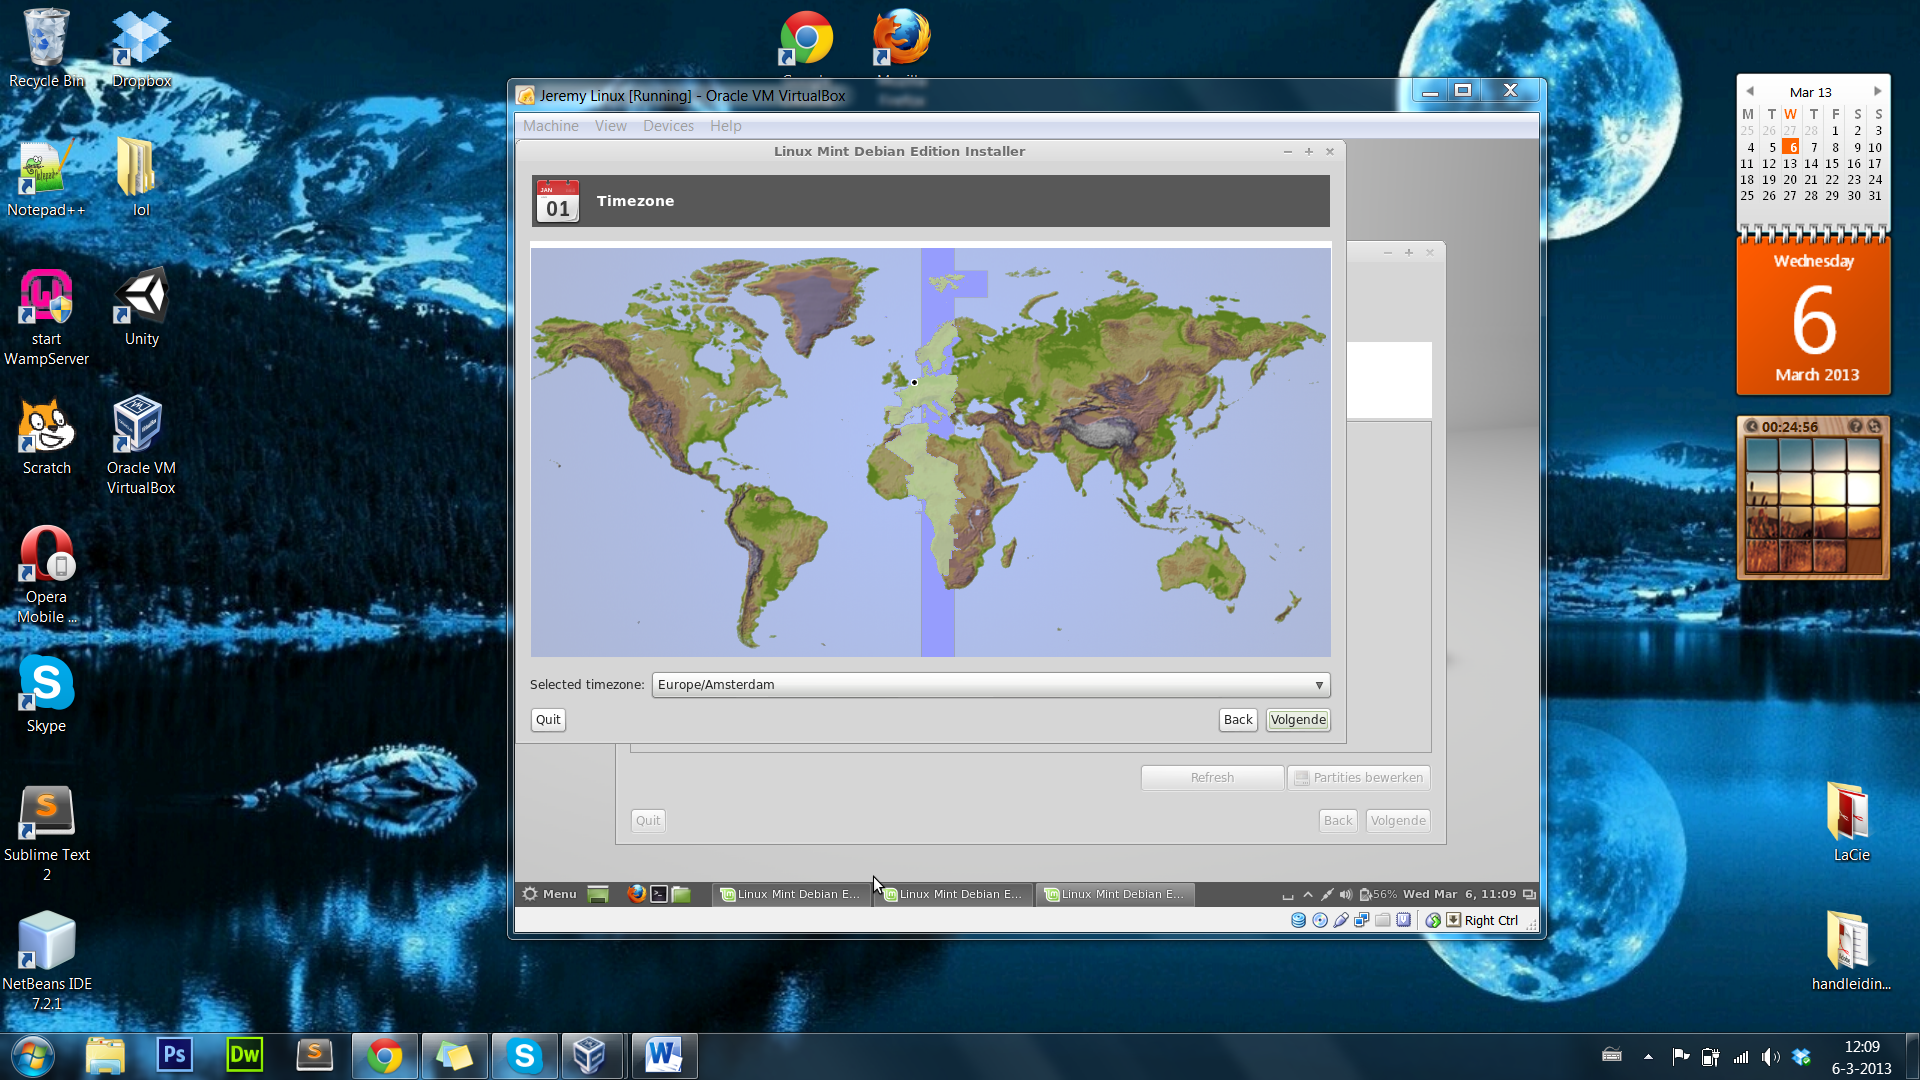 Recycle Bin
Dropbox
Notepad++
lol
start
WampServer
Unity
Scratch
Oracle VM
VirtualBox
Opera
Mobile ...
Skype
Sublime Text
2
NetBeans IDE
7.2.1
Firefox
Jeremy Linux [Running] - Oracle VM VirtualBox
Machine View Devices Help
Linux Mint Debian Edition Installer
JAN
01
Timezone
Selected timezone: Europe/Amsterdam
Quit
Back
Volgende
Refresh
Partities bewerken
Quit
Back
Volgende
Menu
Linux Mint Debian E...
Linux Mint Debian E...
Linux Mint Debian E...
56% Wed Mar 6, 11:09
Right Ctrl
Mar 13
M T W T F S S
25 26 27 28 1 2 3
4 5 6 7 8 9 10
11 12 13 14 15 16 17
18 19 20 21 22 23 24
25 26 27 28 29 30 31
Wednesday
6
March 2013
00:24:56
LaCie
handleidin...
Ps
Dw
12:09
6-3-2013